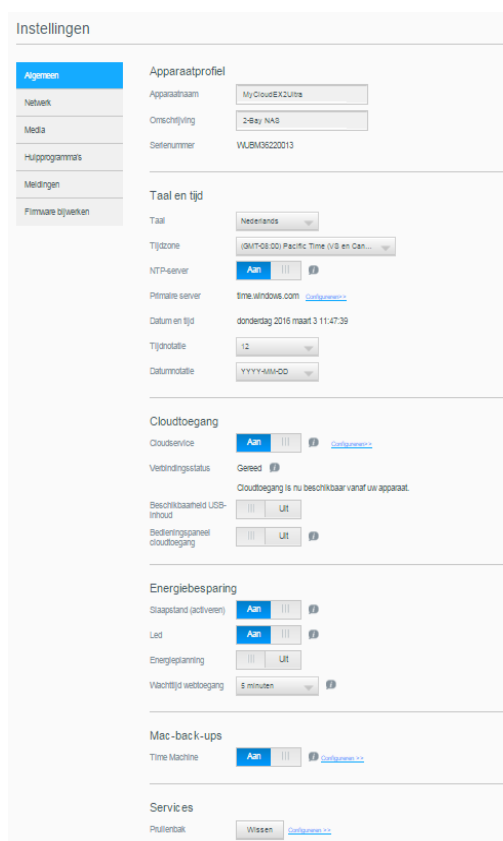 Instellingen
Algemeen
Netwerk
Media
Hulpprogramma's
Meldingen
Firmware bijwerken
Apparaatprofiel
Apparaatnaam MyCloudEX2Ultra
Omschrijving 2-Bay NAS
Serienummer WUBM36220013
Taal en tijd
Taal Nederlands
Tijdzone (GMT-08:00) Pacific Time (VS en Can...
NTP-server Aan
Primaire server time.windows.com Configureren>>
Datum en tijd donderdag 2016 maart 3 11:47:39
Tijdnotatie 12
Datumnotatie YYYY-MM-DD
Cloudtoegang
Cloudservice Aan Configureren>>
Verbindingsstatus Gereed
Cloudtoegang is nu beschikbaar vanaf uw apparaat.
Beschikbaarheid USB-
inhoud Uit
Bedieningspaneel
cloudtoegang Uit
Energiebesparing
Slaapstand (activeren) Aan
Led Aan
Energieplanning Uit
Wachttijd webtoegang 5 minuten
Mac-back-ups
Time Machine Aan Configureren >>
Services
Prullenbak Wissen Configureren >>